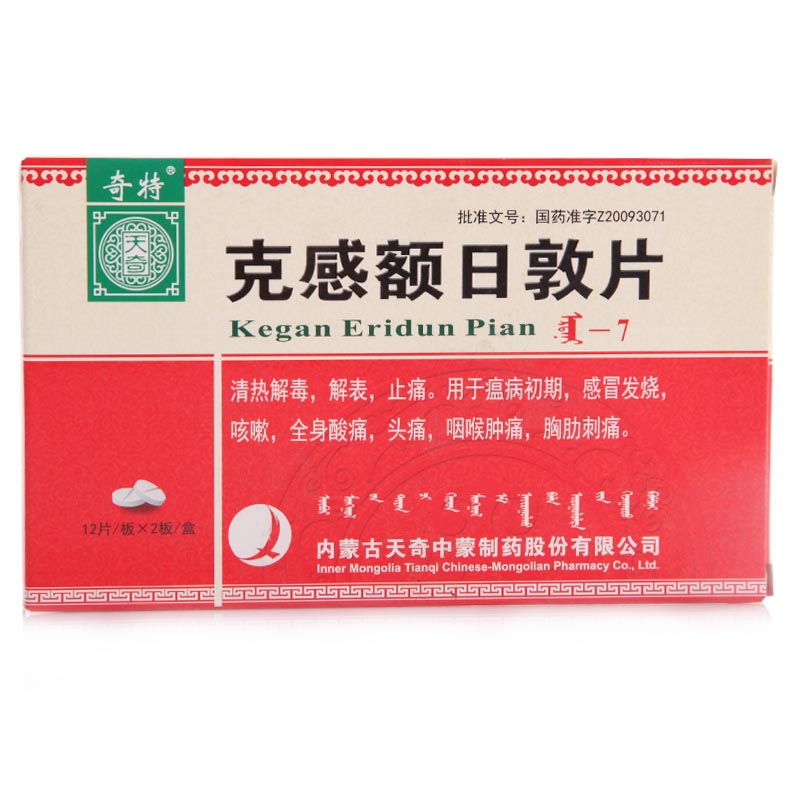 奇特®
天奇
批准文号：国药准字Z20093071
克感额日敦片
Kegan Eridun Pian
-7
清热解毒，解表，止痛。用于瘟病初期，感冒发烧，
咳嗽，全身酸痛，头痛，咽喉肿痛，胸肋刺痛。
12片/板×2板/盒
内蒙古天奇中蒙制药股份有限公司
Inner Mongolia Tianqi Chinese-Mongolian Pharmacy Co., Ltd.